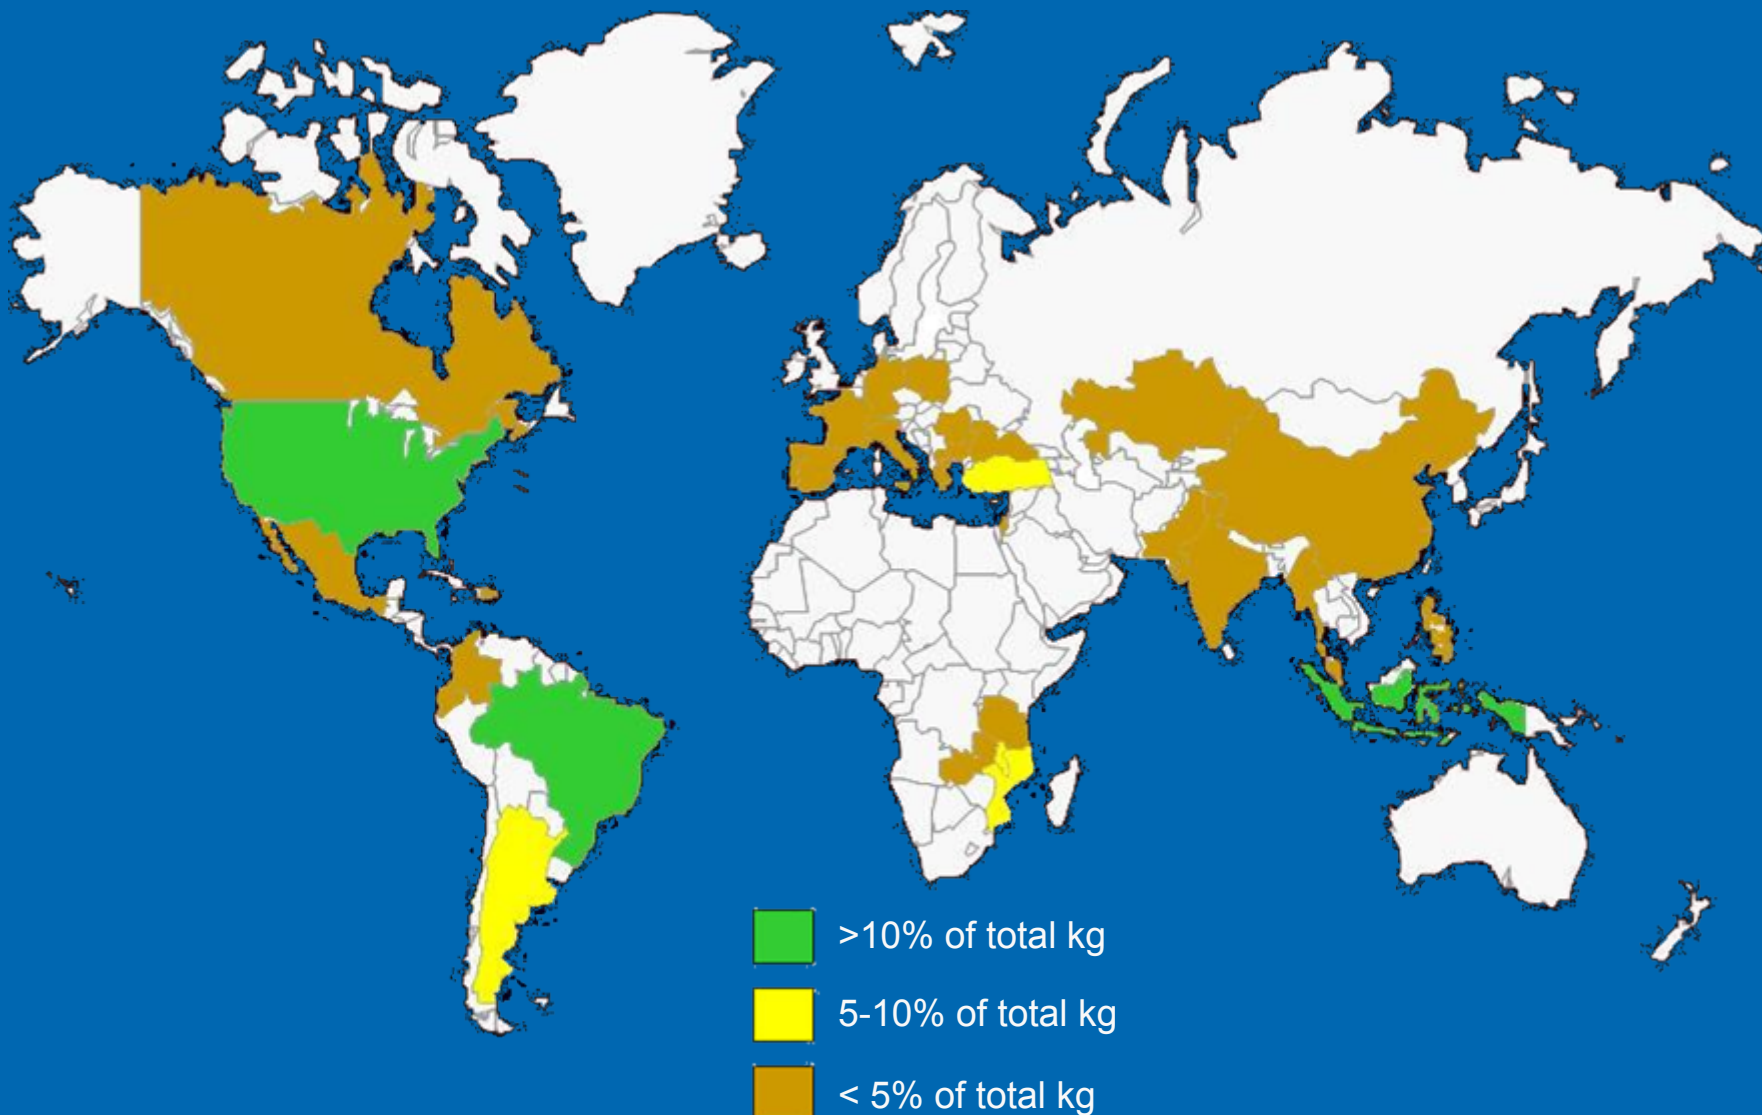 >10% of total kg
5-10% of total kg
< 5% of total kg